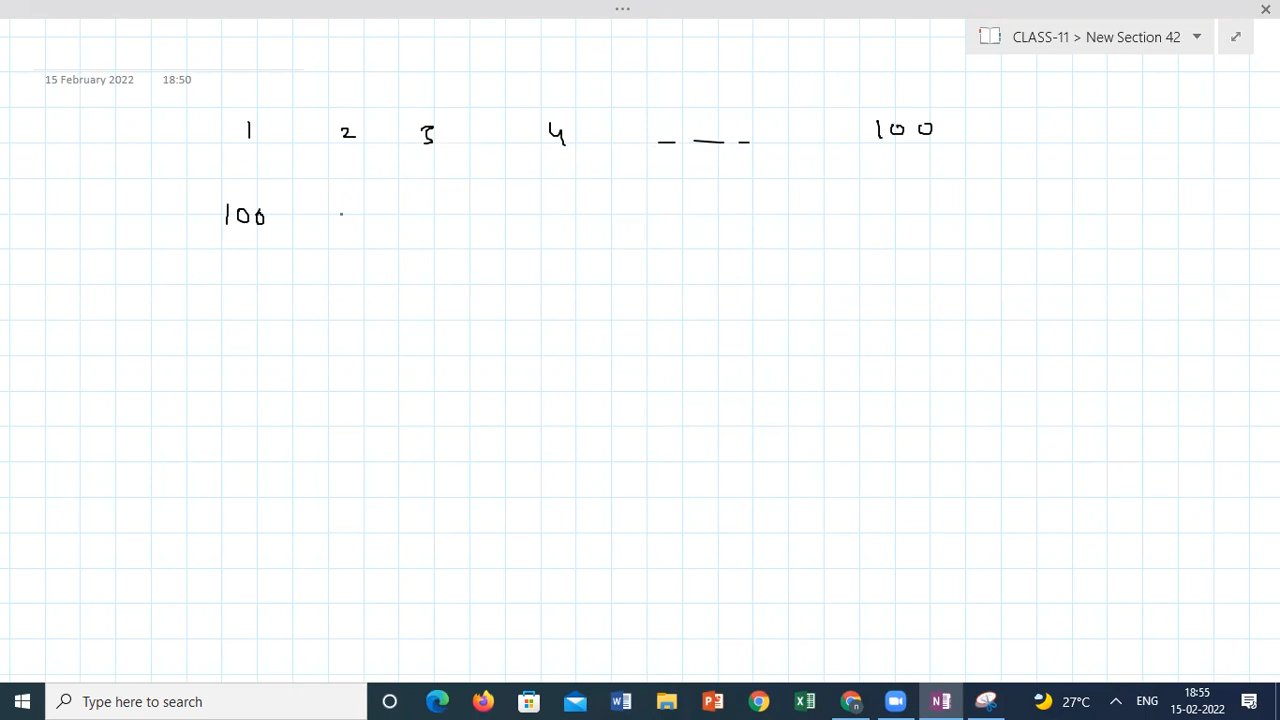 CLASS-11 > New Section 42
15 February 2022 18:50
1 2 3 4 _ _ _ 100
100
Type here to search
27°C ENG 18:55
15-02-2022